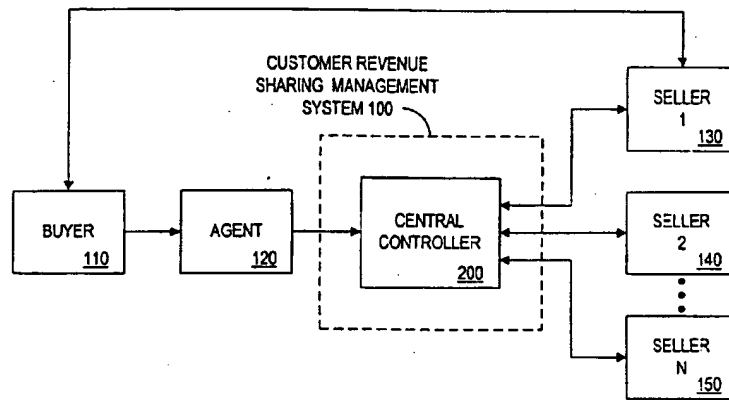 CUSTOMER REVENUE
SHARING MANAGEMENT
SYSTEM 100
SELLER
1
130
BUYER
110
AGENT
120
CENTRAL
CONTROLLER
200
SELLER
2
140
SELLER
N
150